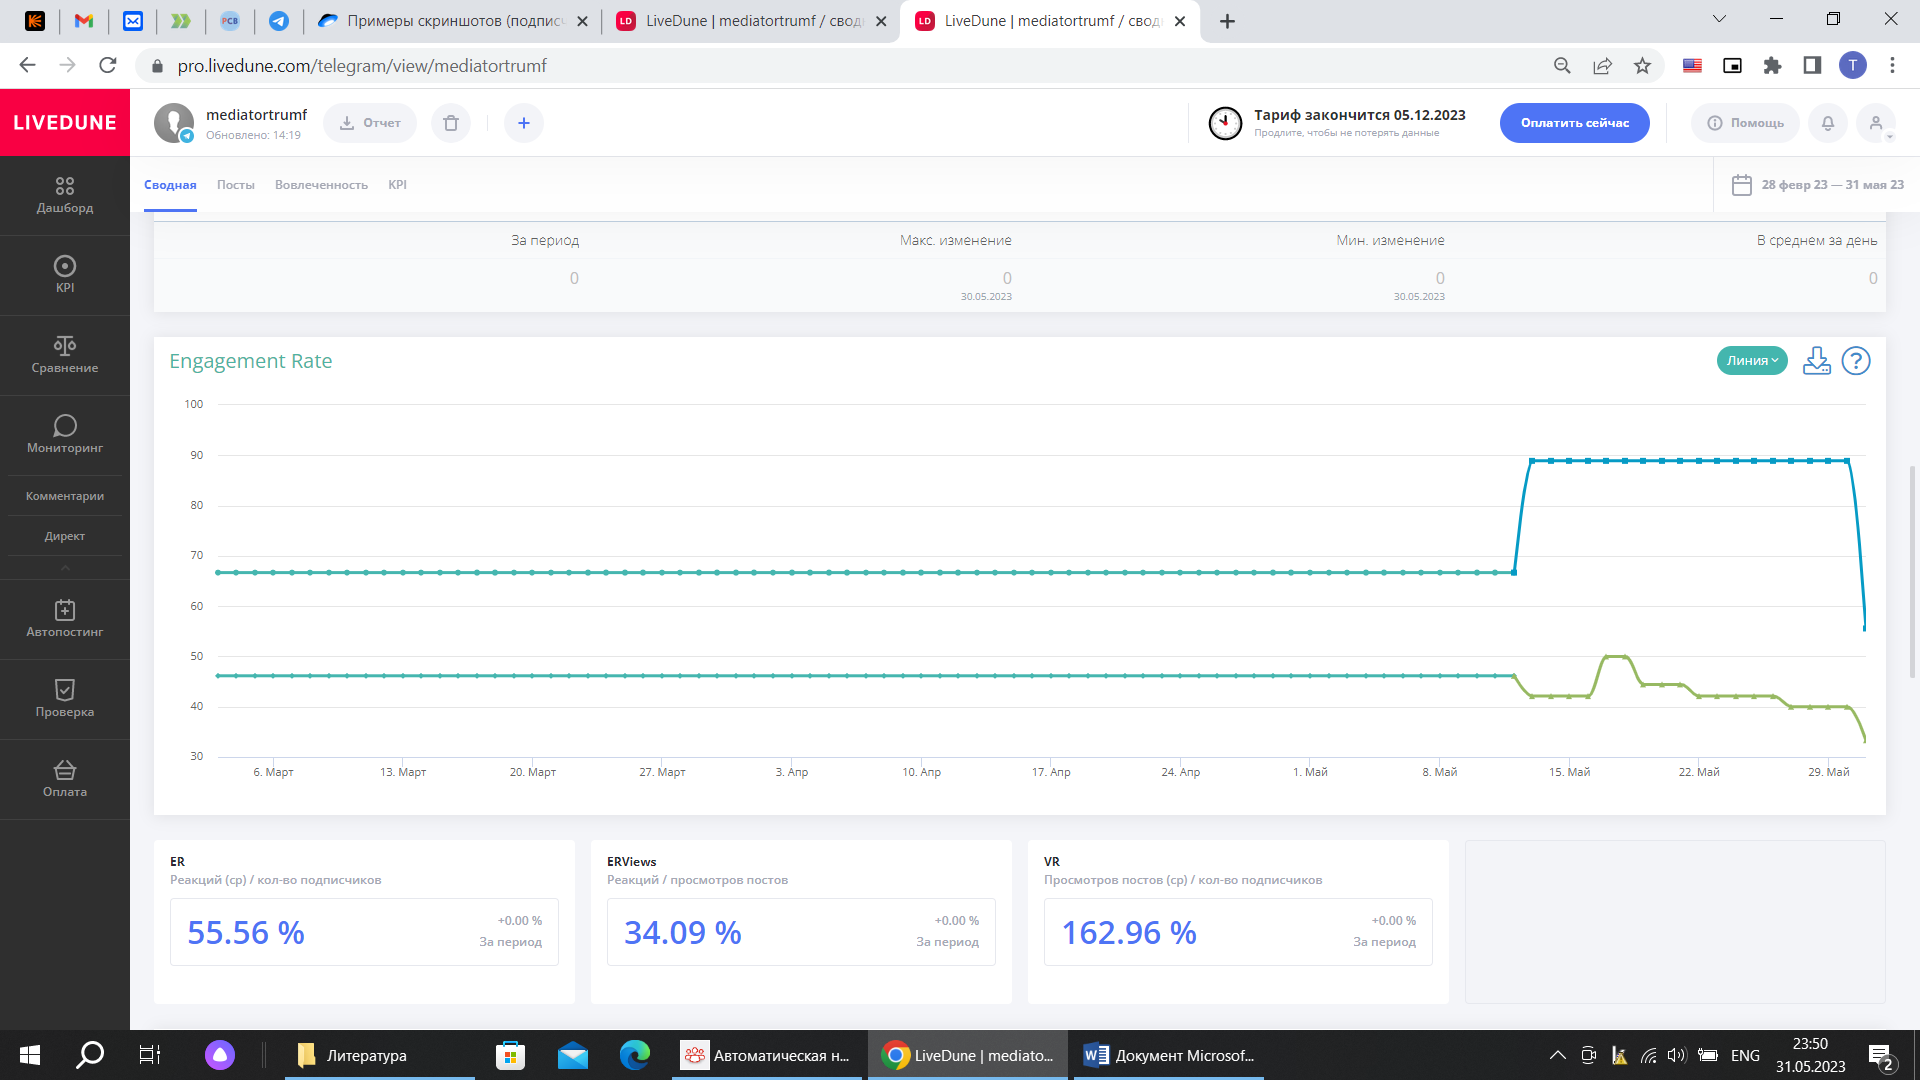 Примеры скриншотов (подписч
LiveDune | mediatortrumf / свод
LiveDune | mediatortrumf / свод
pro.livedune.com/telegram/view/mediatortrumf
T
LIVEDUNE
mediatortrumf
Обновлено: 14:19
Отчет
Тариф закончится 05.12.2023
Продлите, чтобы не потерять данные
Оплатить сейчас
Помощь
Сводная
Посты
Вовлеченность
KPI
28 февр 23 — 31 мая 23
Дашборд
KPI
Сравнение
Мониторинг
Комментарии
Директ
Автопостинг
Проверка
Оплата
За период
Макс. изменение
Мин. изменение
В среднем за день
0
0
0
0
30.05.2023
30.05.2023
Engagement Rate
Линия
100
90
80
70
60
50
40
30
6. Март
13. Март
20. Март
27. Март
3. Апр
10. Апр
17. Апр
24. Апр
1. Май
8. Май
15. Май
22. Май
29. Май
ER
Реакций (ср) / кол-во подписчиков
55.56 %
+0.00 %
За период
ERViews
Реакций / просмотров постов
34.09 %
+0.00 %
За период
VR
Просмотров постов (ср) / кол-во подписчиков
162.96 %
+0.00 %
За период
Литература
Автоматическая н...
LiveDune | mediato...
Документ Microsof...
ENG
23:50
31.05.2023
2